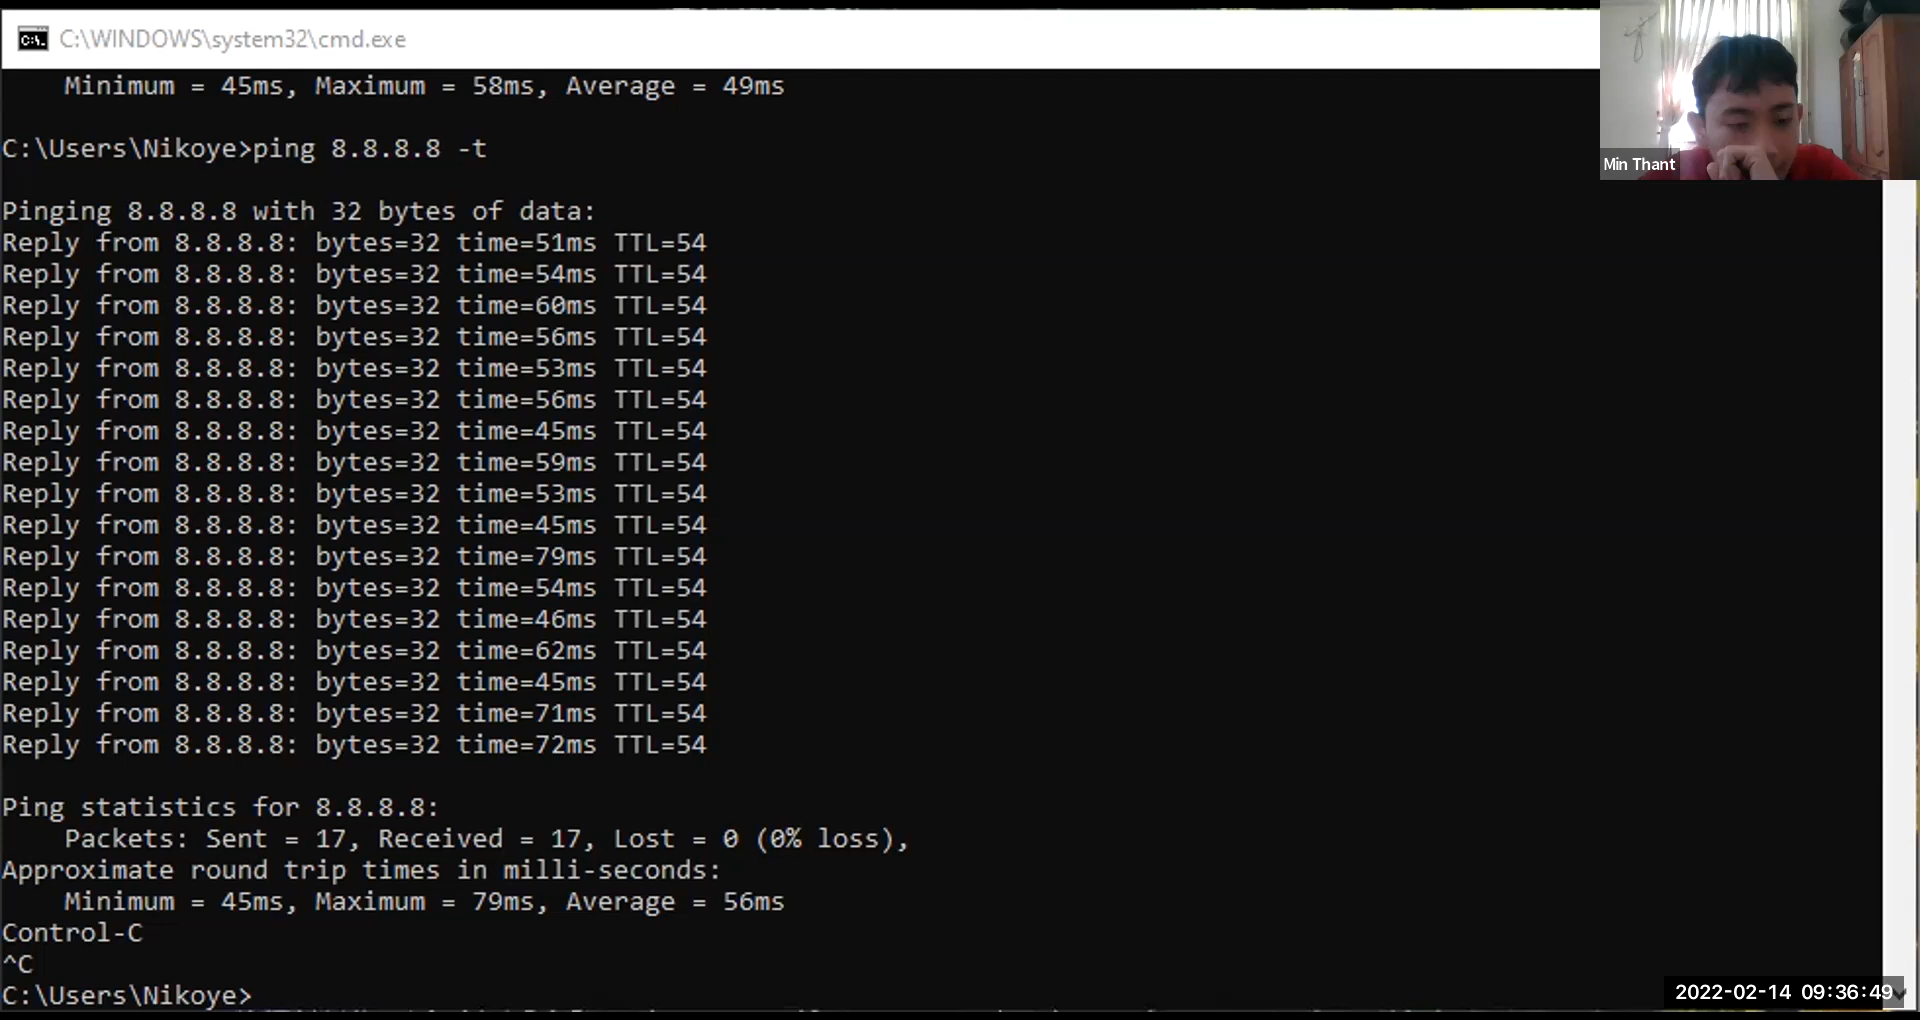 C:\WINDOWS\system32\cmd.exe
Minimum = 45ms, Maximum = 58ms, Average = 49ms
C:\Users\Nikoye>ping 8.8.8.8 -t
Min Thant
Pinging 8.8.8.8 with 32 bytes of data:
Reply from 8.8.8.8: bytes=32 time=51ms TTL=54
Reply from 8.8.8.8: bytes=32 time=54ms TTL=54
Reply from 8.8.8.8: bytes=32 time=60ms TTL=54
Reply from 8.8.8.8: bytes=32 time=56ms TTL=54
Reply from 8.8.8.8: bytes=32 time=53ms TTL=54
Reply from 8.8.8.8: bytes=32 time=56ms TTL=54
Reply from 8.8.8.8: bytes=32 time=45ms TTL=54
Reply from 8.8.8.8: bytes=32 time=59ms TTL=54
Reply from 8.8.8.8: bytes=32 time=53ms TTL=54
Reply from 8.8.8.8: bytes=32 time=45ms TTL=54
Reply from 8.8.8.8: bytes=32 time=79ms TTL=54
Reply from 8.8.8.8: bytes=32 time=54ms TTL=54
Reply from 8.8.8.8: bytes=32 time=46ms TTL=54
Reply from 8.8.8.8: bytes=32 time=62ms TTL=54
Reply from 8.8.8.8: bytes=32 time=45ms TTL=54
Reply from 8.8.8.8: bytes=32 time=71ms TTL=54
Reply from 8.8.8.8: bytes=32 time=72ms TTL=54
Ping statistics for 8.8.8.8:
Packets: Sent = 17, Received = 17, Lost = 0 (0% loss),
Approximate round trip times in milli-seconds:
Minimum = 45ms, Maximum = 79ms, Average = 56ms
Control-C
^C
C:\Users\Nikoye>
2022-02-14 09:36:49